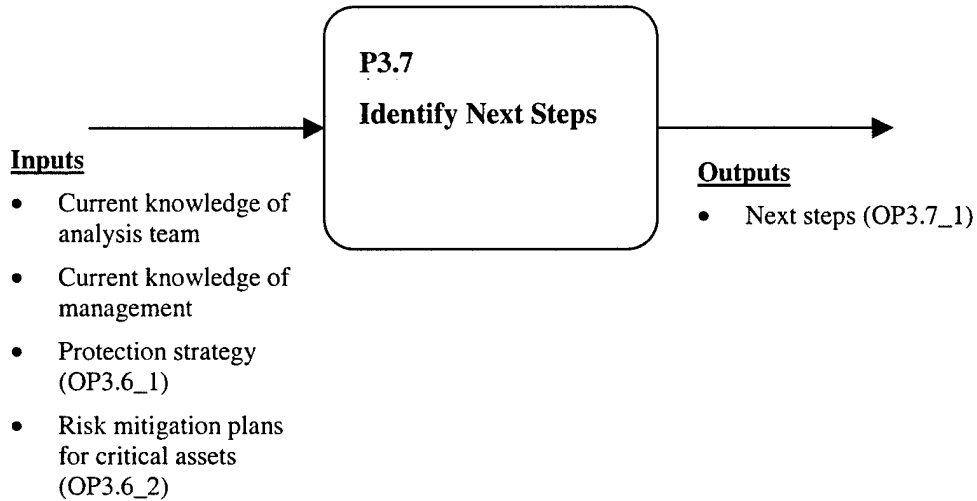 P3.7
Identify Next Steps
Inputs
• Current knowledge of
analysis team
• Current knowledge of
management
• Protection strategy
(OP3.6_1)
• Risk mitigation plans
for critical assets
(OP3.6_2)
Outputs
• Next steps (OP3.7_1)